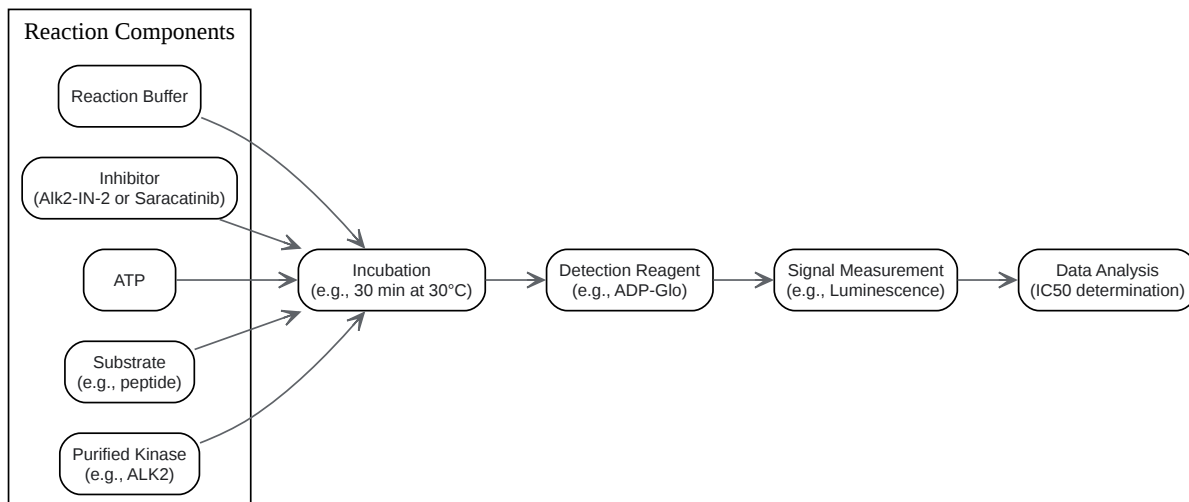 Reaction Components
Reaction Buffer
Inhibitor
(Alk2-IN-2 or Saracatinib)
ATP
Substrate
(e.g., peptide)
Purified Kinase
(e.g., ALK2)
Incubation
(e.g., 30 min at 30°C)
Detection Reagent
(e.g., ADP-Glo)
Signal Measurement
(e.g., Luminescence)
Data Analysis
(IC50 determination)